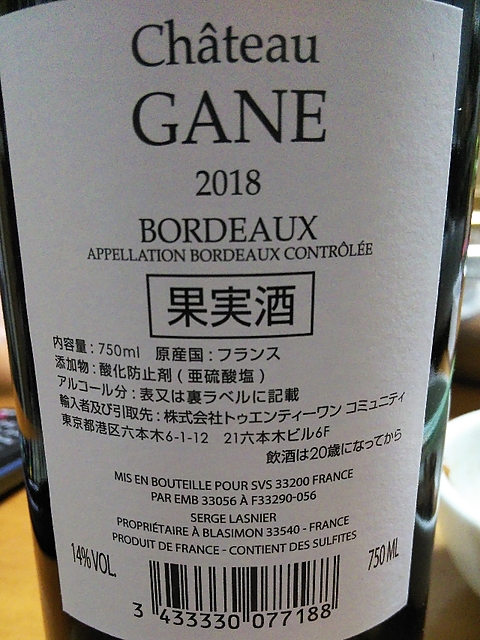 Château
GANE
2018
BORDEAUX
APPELLATION BORDEAUX CONTRÔLÉE
果実酒
内容量：750ml 原産国：フランス
添加物：酸化防止剤（亜硫酸塩）
アルコール分：表又は裏ラベルに記載
輸入者及び引取先：株式会社トゥエンティーワン コミュニティ
東京都港区六本木6-1-12 21六本木ビル6F
飲酒は20歳になってから
MIS EN BOUTEILLE POUR SVS 33200 FRANCE
PAR EMB 33056 À F33290-056
SERGE LASNIER
PROPRIÉTAIRE À BLASIMON 33540 - FRANCE
PRODUIT DE FRANCE - CONTIENT DES SULFITES
14% VOL.
750 ML
3 433330 077188